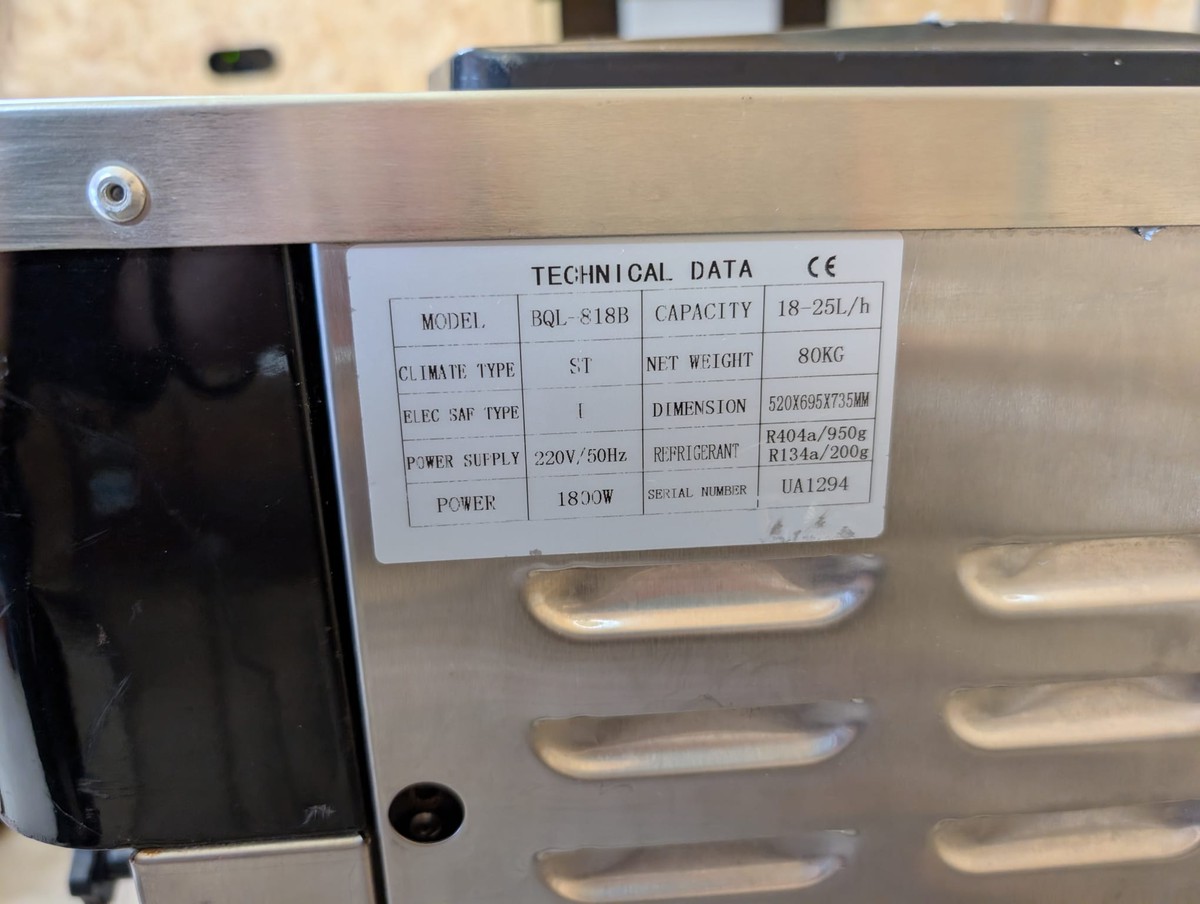 TECHNICAL DATA CE
MODEL BQL-818B CAPACITY 18-25L/h
CLIMATE TYPE ST NET WEIGHT 80KG
ELEC SAF TYPE I DIMENSION 520X695X735MM
POWER SUPPLY 220V/50Hz REFRIGERANT R404a/950g
R134a/200g
POWER 1800W SERIAL NUMBER UA1294